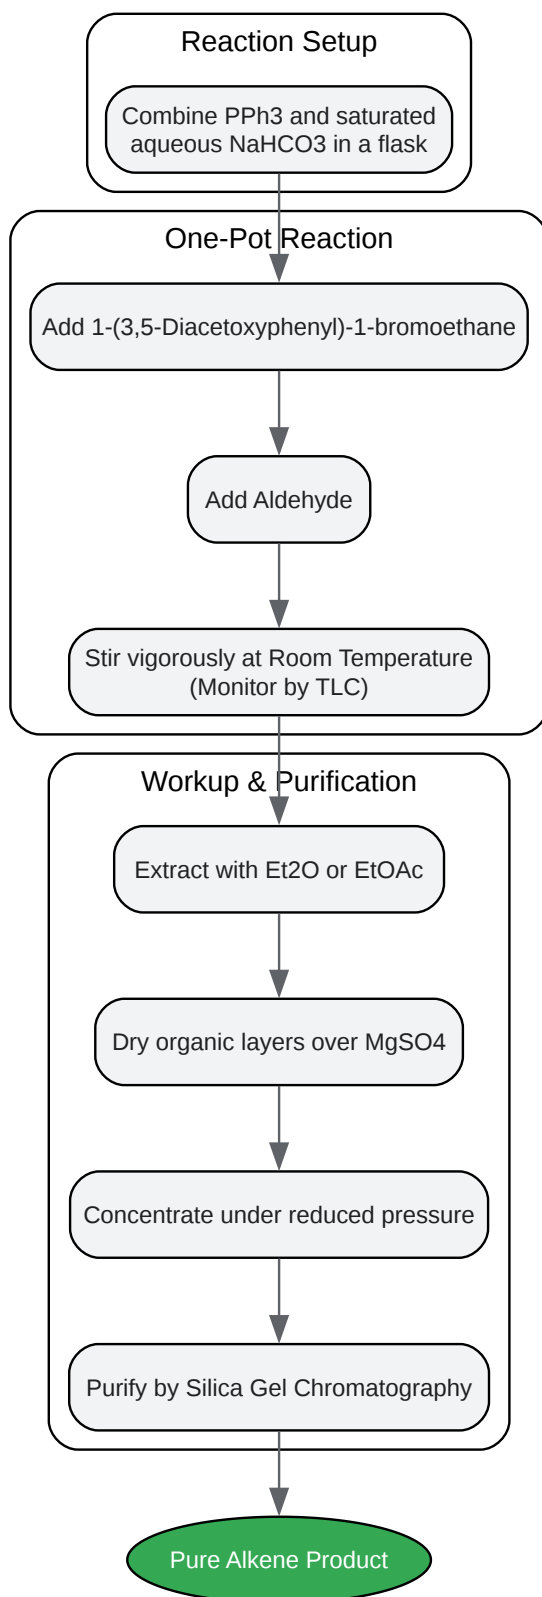 Reaction Setup
Combine PPh3 and saturated
aqueous NaHCO3 in a flask
One-Pot Reaction
Add 1-(3,5-Diacetoxyphenyl)-1-bromoethane
Add Aldehyde
Stir vigorously at Room Temperature
(Monitor by TLC)
Workup & Purification
Extract with Et2O or EtOAc
Dry organic layers over MgSO4
Concentrate under reduced pressure
Purify by Silica Gel Chromatography
Pure Alkene Product